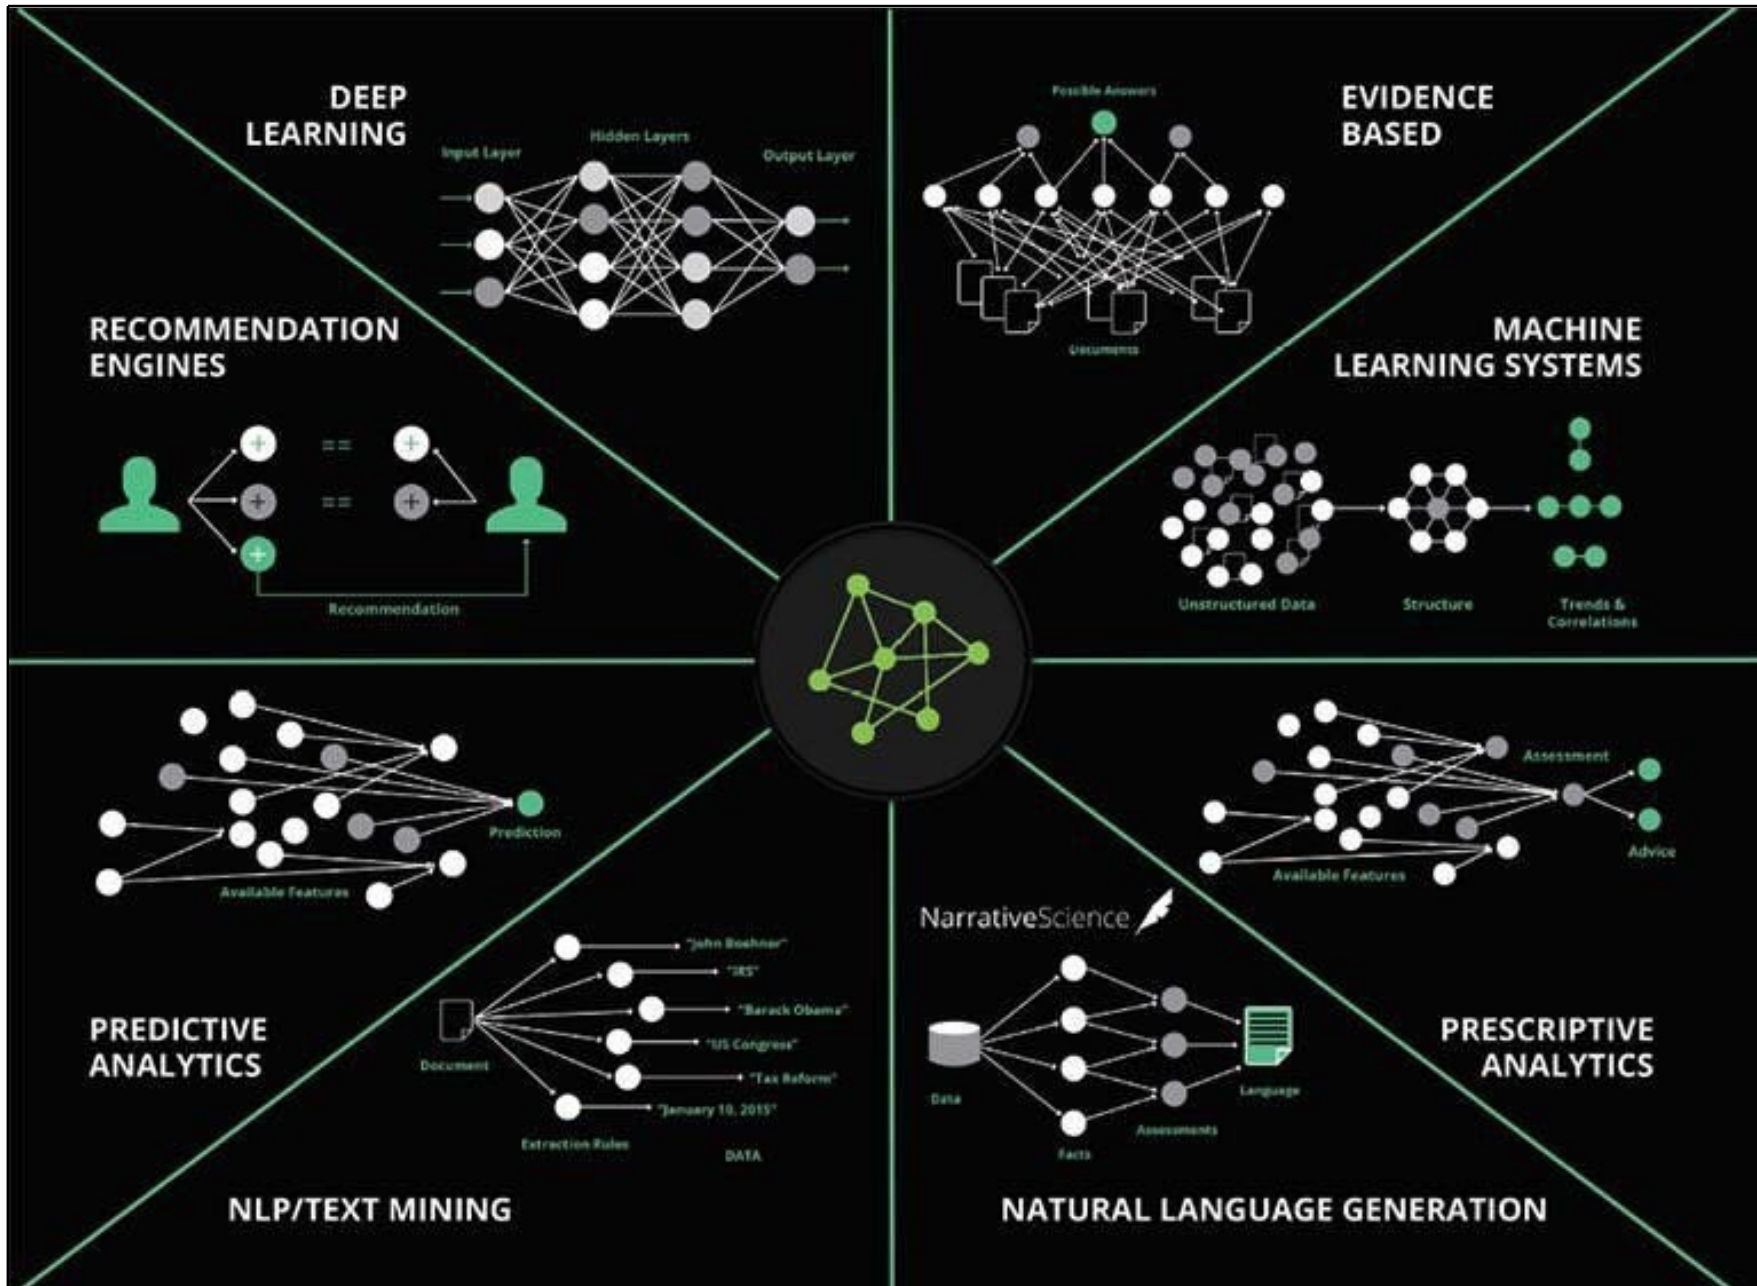 DEEP
LEARNING
Input Layer
Hidden Layers
Output Layer
Possible Answers
Documents
EVIDENCE
BASED
RECOMMENDATION
ENGINES
==
==
Recommendation
MACHINE
LEARNING SYSTEMS
Unstructured Data
Structure
Trends &
Correlations
Prediction
Available Features
PREDICTIVE
ANALYTICS
Document
"John Boehner"
"IRS"
"Barack Obama"
"US Congress"
"Tax Reform"
"January 10, 2015"
Extraction Rules
DATA
NLP/TEXT MINING
NarrativeScience
Data
Facts
Assessments
Language
NATURAL LANGUAGE GENERATION
Assessment
Advice
Available Features
PRESCRIPTIVE
ANALYTICS